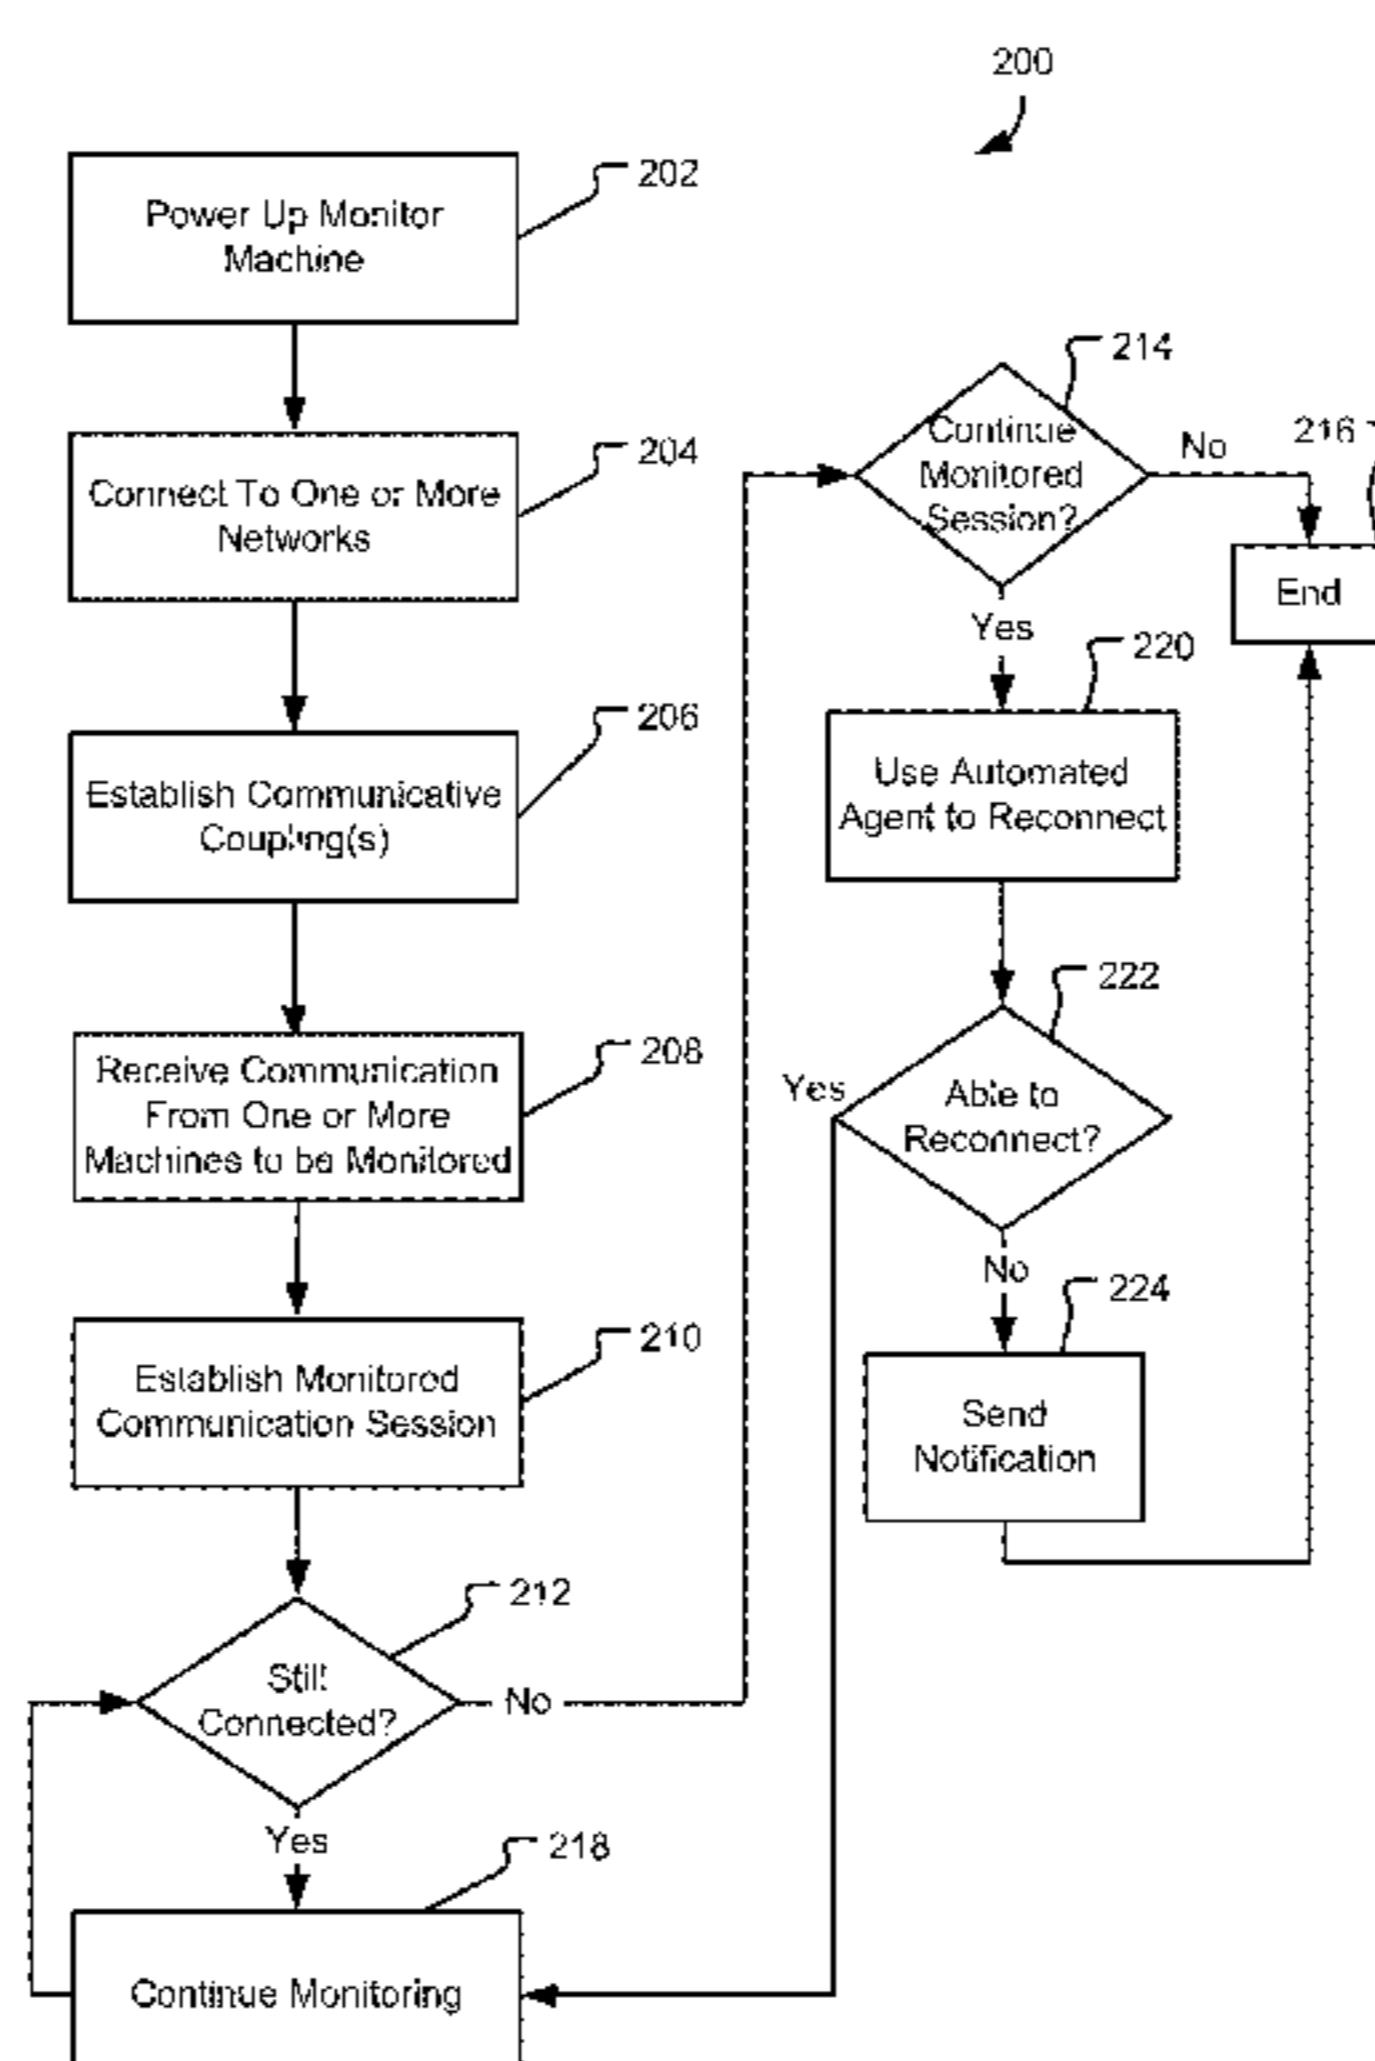 200
202
Power Up Monitor
Machine
204
Connect To One or More
Networks
206
Establish Communicative
Coupling(s)
208
Receive Communication
From One or More
Machines to be Monitored
210
Establish Monitored
Communication Session
212
Still
Connected?
No
Yes
218
Continue Monitoring
214
Continue
Monitored
Session?
No
216
End
Yes
220
Use Automated
Agent to Reconnect
222
Able to
Reconnect?
Yes
No
224
Send
Notification